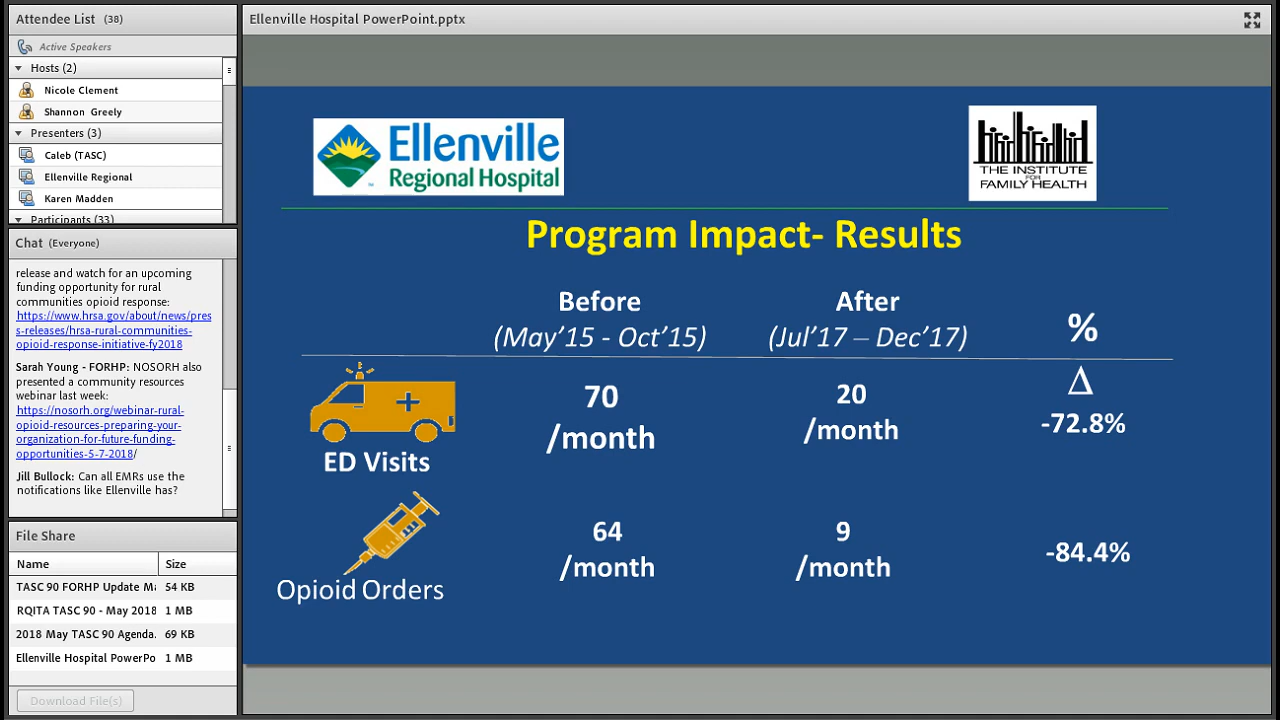 Attendee List (38)
Active Speakers
Hosts (2)
Nicole Clement
Shannon Greely
Presenters (3)
Caleb (TASC)
Ellenville Regional
Karen Madden
Participants (33)
Chat (Everyone)
release and watch for an upcoming
funding opportunity for rural
communities opioid response:
https://www.hrsa.gov/about/news/pres
s-releases/hrsa-rural-communities-
opioid-response-initiative-fy2018
Sarah Young - FORHP: NOSORH also
presented a community resources
webinar last week:
https://nosorh.org/webinar-rural-
opioid-resources-preparing-your-
organization-for-future-funding-
opportunities-5-7-2018/
Jill Bullock: Can all EMRs use the
notifications like Ellenville has?
File Share
Name Size
TASC 90 FORHP Update Ma 54 KB
RQITA TASC 90 - May 2018 1 MB
2018 May TASC 90 Agenda. 69 KB
Ellenville Hospital PowerPo 1 MB
Download File(s)
Ellenville Hospital PowerPoint.pptx
Ellenville
Regional Hospital
THE INSTITUTE
FOR
FAMILY HEALTH
Program Impact- Results
Before After
(May’15 - Oct’15) (Jul’17 – Dec’17) %
Δ
70 20
/month /month -72.8%
ED Visits
64 9
/month /month -84.4%
Opioid Orders